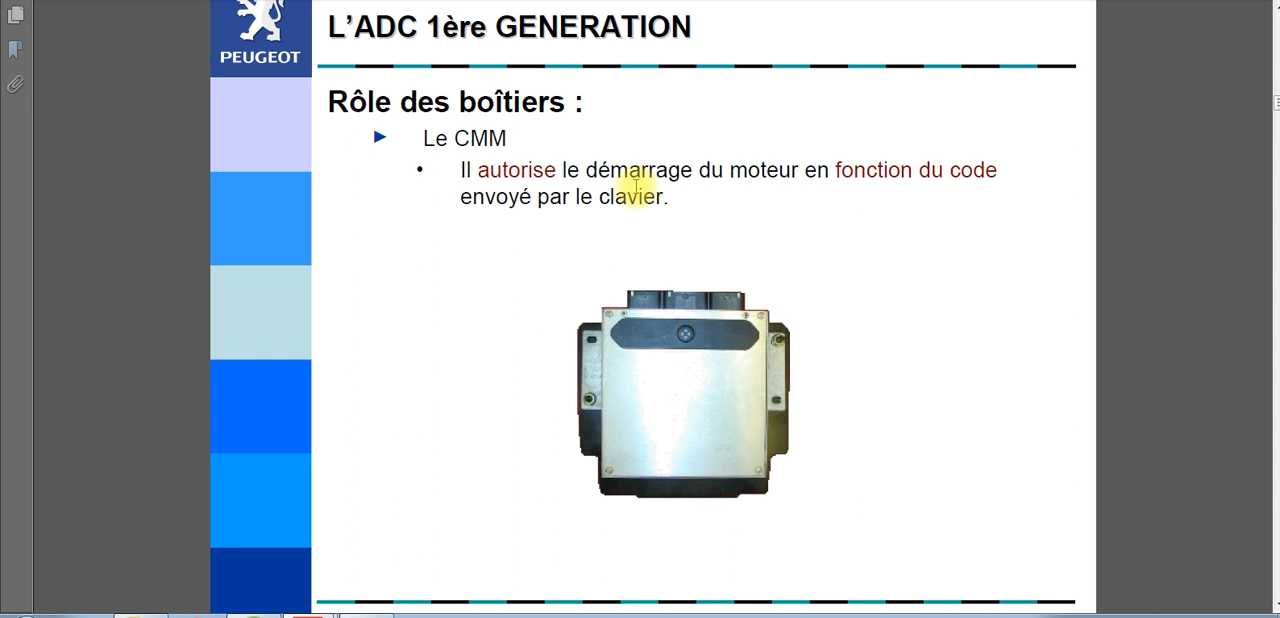 L'ADC 1ère GENERATION
PEUGEOT
Rôle des boîtiers :
Le CMM
Il autorise le démarrage du moteur en fonction du code
envoyé par le clavier.